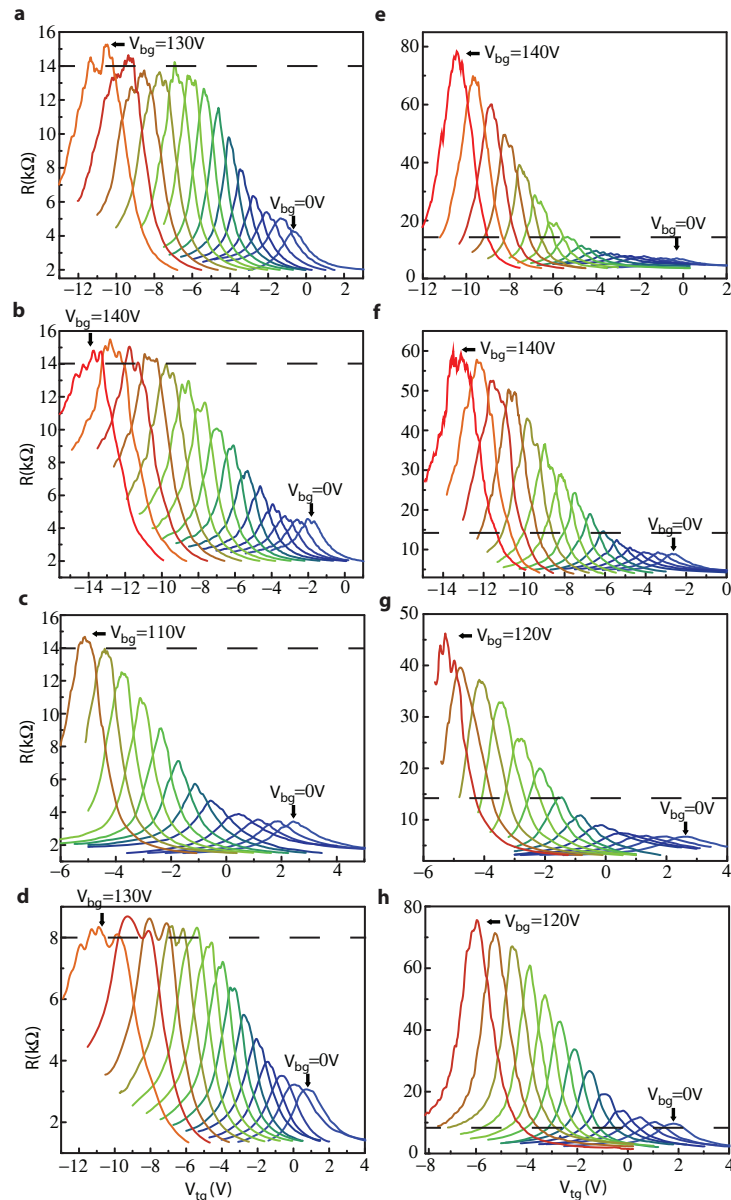 a
R(kΩ)
16
14
12
10
8
6
4
2
V_bg=130V
V_bg=0V
−12 −10 −8 −6 −4 −2 0 2
e
80
60
40
20
0
V_bg=140V
V_bg=0V
−12 −10 −8 −6 −4 −2 0 2
b
V_bg=140V
R(kΩ)
16
14
12
10
8
6
4
2
V_bg=0V
−14 −12 −10 −8 −6 −4 −2 0
f
60
50
40
30
20
10
V_bg=140V
V_bg=0V
−15 −14 −12 −10 −8 −6 −4 −2 0
c
R(kΩ)
16
14
12
10
8
6
4
2
V_bg=110V
V_bg=0V
−6 −4 −2 0 2 4
g
50
40
30
20
10
V_bg=120V
V_bg=0V
−6 −4 −2 0 2 4
d
V_bg=130V
R(kΩ)
8
6
4
2
V_bg=0V
−12 −10 −8 −6 −4 −2 0 2 4
V_tg (V)
h
80
60
40
20
0
V_bg=120V
V_bg=0V
−8 −6 −4 −2 0 2 4
V_tg (V)